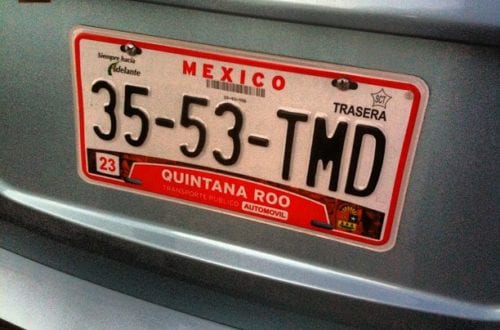 Siempre hacia
Adelante
MEXICO
SCT
TRASERA
35-53-TMD
23
QUINTANA ROO
TRANSPORTE PUBLICO AUTOMOVIL